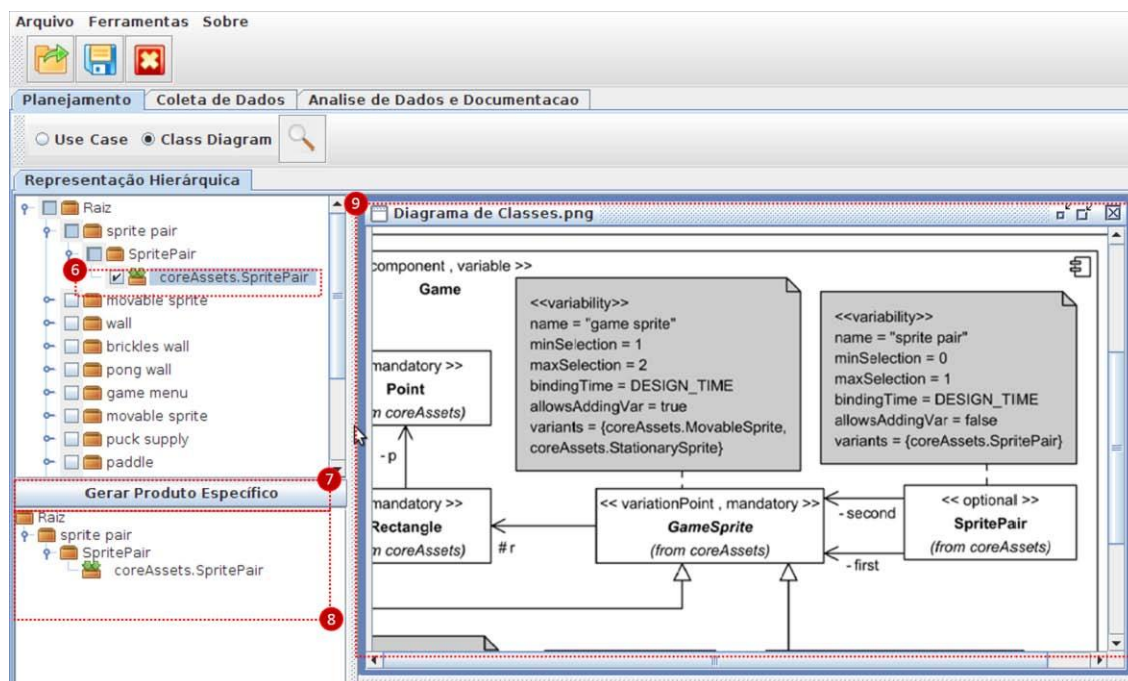 Arquivo Ferramentas Sobre
Planejamento Coleta de Dados Analise de Dados e Documentacao
Use Case Class Diagram
Representação Hierárquica
Raiz
sprite pair
SpritePair
6
coreAssets.SpritePair
movable sprite
wall
brickles wall
pong wall
game menu
movable sprite
puck supply
paddle
7
Gerar Produto Específico
Raiz
sprite pair
SpritePair
coreAssets.SpritePair
8
9
Diagrama de Classes.png
component , variable >>
Game
<<variability>>
name = "game sprite"
minSelection = 1
maxSelection = 2
bindingTime = DESIGN_TIME
allowsAddingVar = true
variants = {coreAssets.MovableSprite,
coreAssets.StationarySprite}
<<variability>>
name = "sprite pair"
minSelection = 0
maxSelection = 1
bindingTime = DESIGN_TIME
allowsAddingVar = false
variants = {coreAssets.SpritePair}
mandatory >>
Point
m coreAssets)
- p
mandatory >>
Rectangle
m coreAssets)
# r
<< variationPoint , mandatory >>
GameSprite
(from coreAssets)
- second
- first
<< optional >>
SpritePair
(from coreAssets)